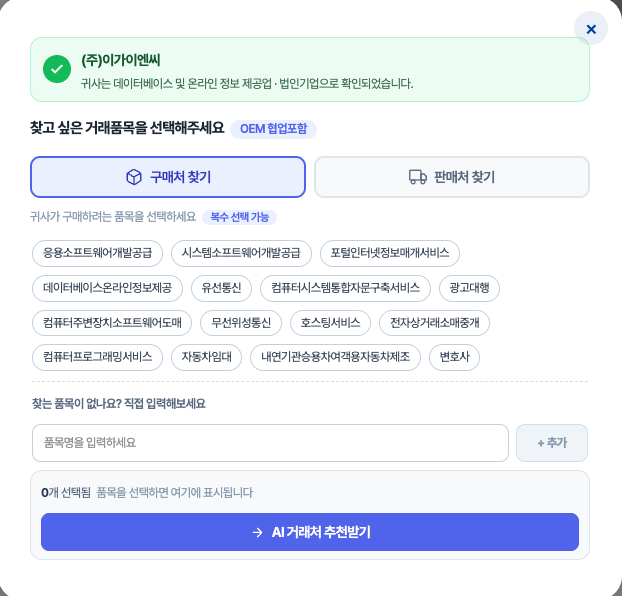 ×
(주)이가이엔씨
귀사는 데이터베이스 및 온라인 정보 제공업 · 법인기업으로 확인되었습니다.
찾고 싶은 거래품목을 선택해주세요 OEM 협업포함
구매처 찾기 판매처 찾기
귀사가 구매하려는 품목을 선택하세요 복수 선택 가능
응용소프트웨어개발공급 시스템소프트웨어개발공급 포털인터넷정보매개서비스
데이터베이스온라인정보제공 유선통신 컴퓨터시스템통합자문구축서비스 광고대행
컴퓨터주변장치소프트웨어도매 무선위성통신 호스팅서비스 전자상거래소매중개
컴퓨터프로그래밍서비스 자동차임대 내연기관승용차여객용자동차제조 변호사
찾는 품목이 없나요? 직접 입력해보세요
품목명을 입력하세요 + 추가
0개 선택됨 품목을 선택하면 여기에 표시됩니다
→ AI 거래처 추천받기